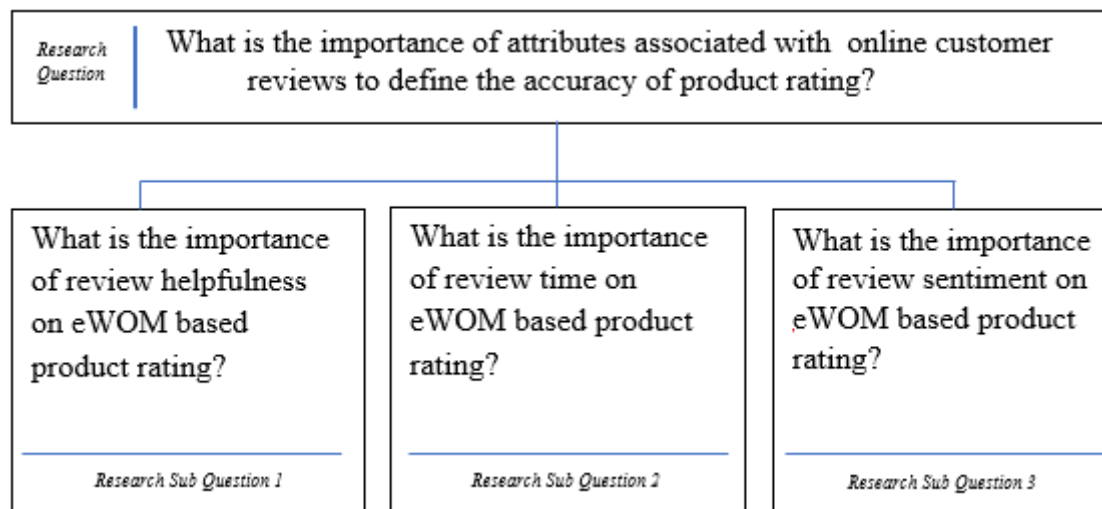 Research
Question
What is the importance of attributes associated with online customer
reviews to define the accuracy of product rating?
What is the importance
of review helpfulness
on eWOM based
product rating?
Research Sub Question 1
What is the importance
of review time on
eWOM based product
rating?
Research Sub Question 2
What is the importance
of review sentiment on
eWOM based product
rating?
Research Sub Question 3